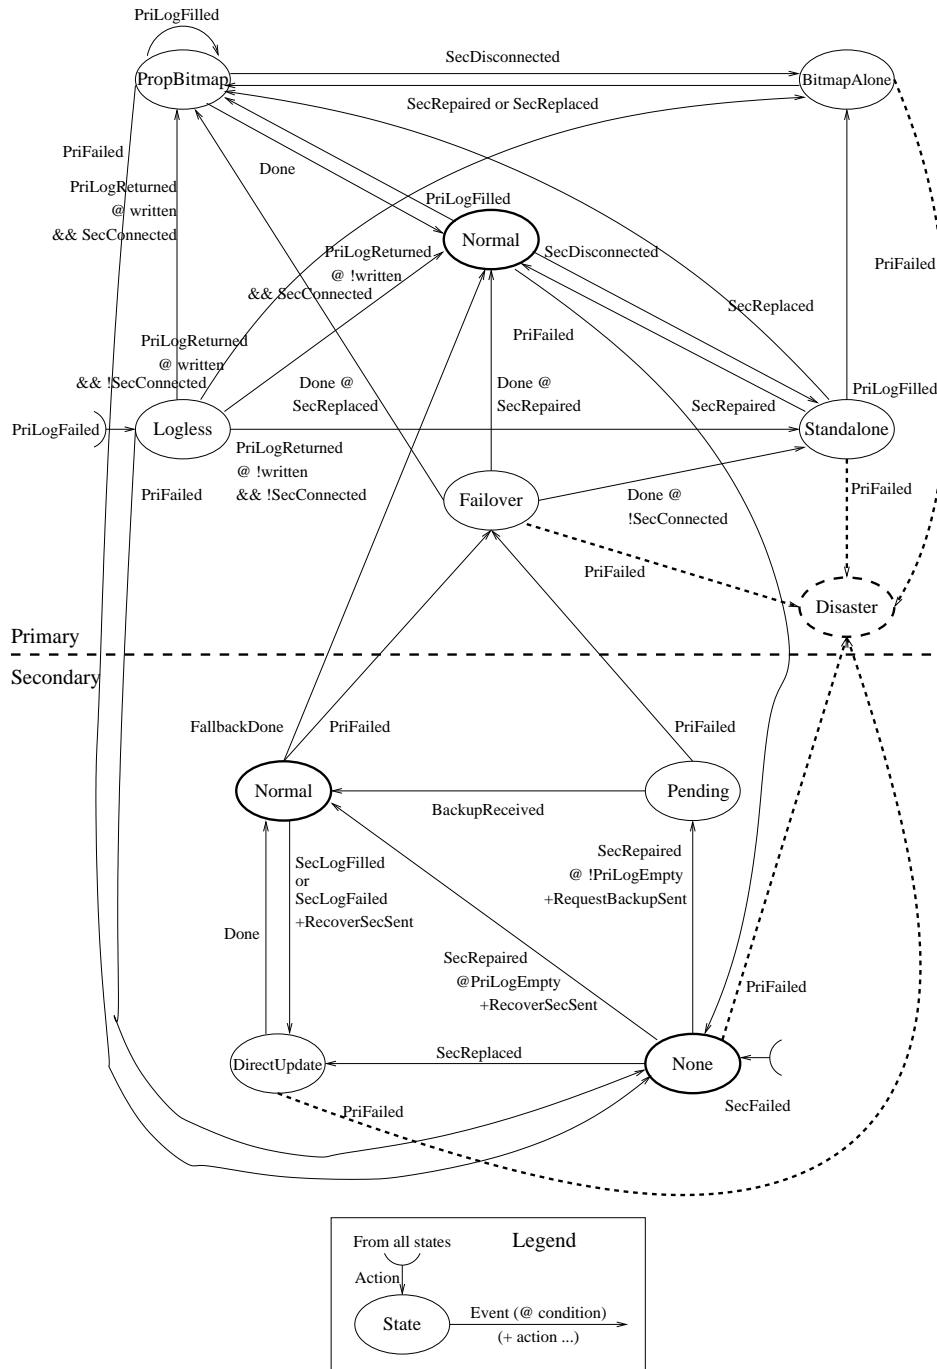 PriLogFilled
SecDisconnected
PropBitmap
BitmapAlone
SecRepaired or SecReplaced
PriFailed
Done
PriLogReturned
@ written
&& SecConnected
PriLogFilled
Normal
PriLogReturned
@ !written
&& SecConnected
SecDisconnected
PriFailed
SecReplaced
PriFailed
PriLogReturned
@ written
&& !SecConnected
Done @
SecReplaced
Done @
SecRepaired
SecRepaired
PriLogFilled
PriLogFailed
Logless
Standalone
PriLogReturned
@ !written
&& !SecConnected
PriFailed
Failover
Done @
!SecConnected
PriFailed
PriFailed
Disaster
Primary
Secondary
FallbackDone
PriFailed
PriFailed
Normal
Pending
BackupReceived
SecLogFilled
or
SecLogFailed
+RecoverSecSent
SecRepaired
@ !PriLogEmpty
+RequestBackupSent
Done
SecRepaired
@PriLogEmpty
+RecoverSecSent
PriFailed
SecReplaced
DirectUpdate
None
PriFailed
SecFailed
From all states
Legend
Action
State
Event (@ condition)
(+ action ...)